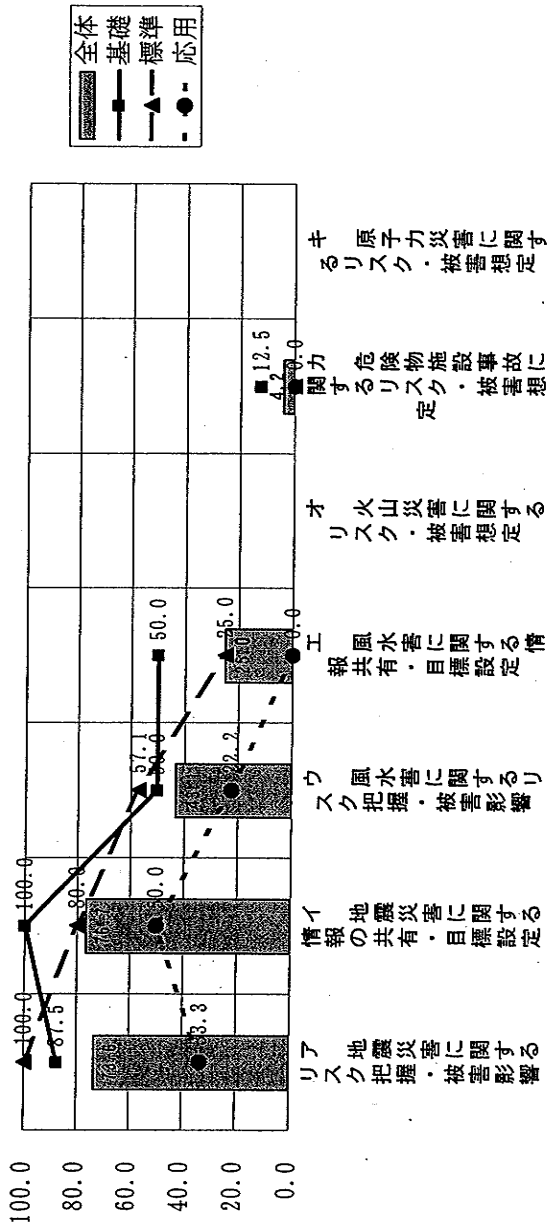 全体
基礎
標準
応用
100.0
80.0
60.0
40.0
20.0
0.0
100.0
87.5
33.3
100.0
80.0
57.1
50.0
25.0
0.0
12.5
4.2
0.0
ア 地震災害に関する
リスク把握・被害影響
イ 地震災害に関する
情報の共有・目標設定
ウ 風水害に関するリ
スク把握・被害影響
エ 風水害に関する情
報共有・目標設定
オ 火山災害に関する
リスク・被害想定
カ 危険物施設事故に
関するリスク・被害想
定
キ 原子力災害に関す
るリスク・被害想定